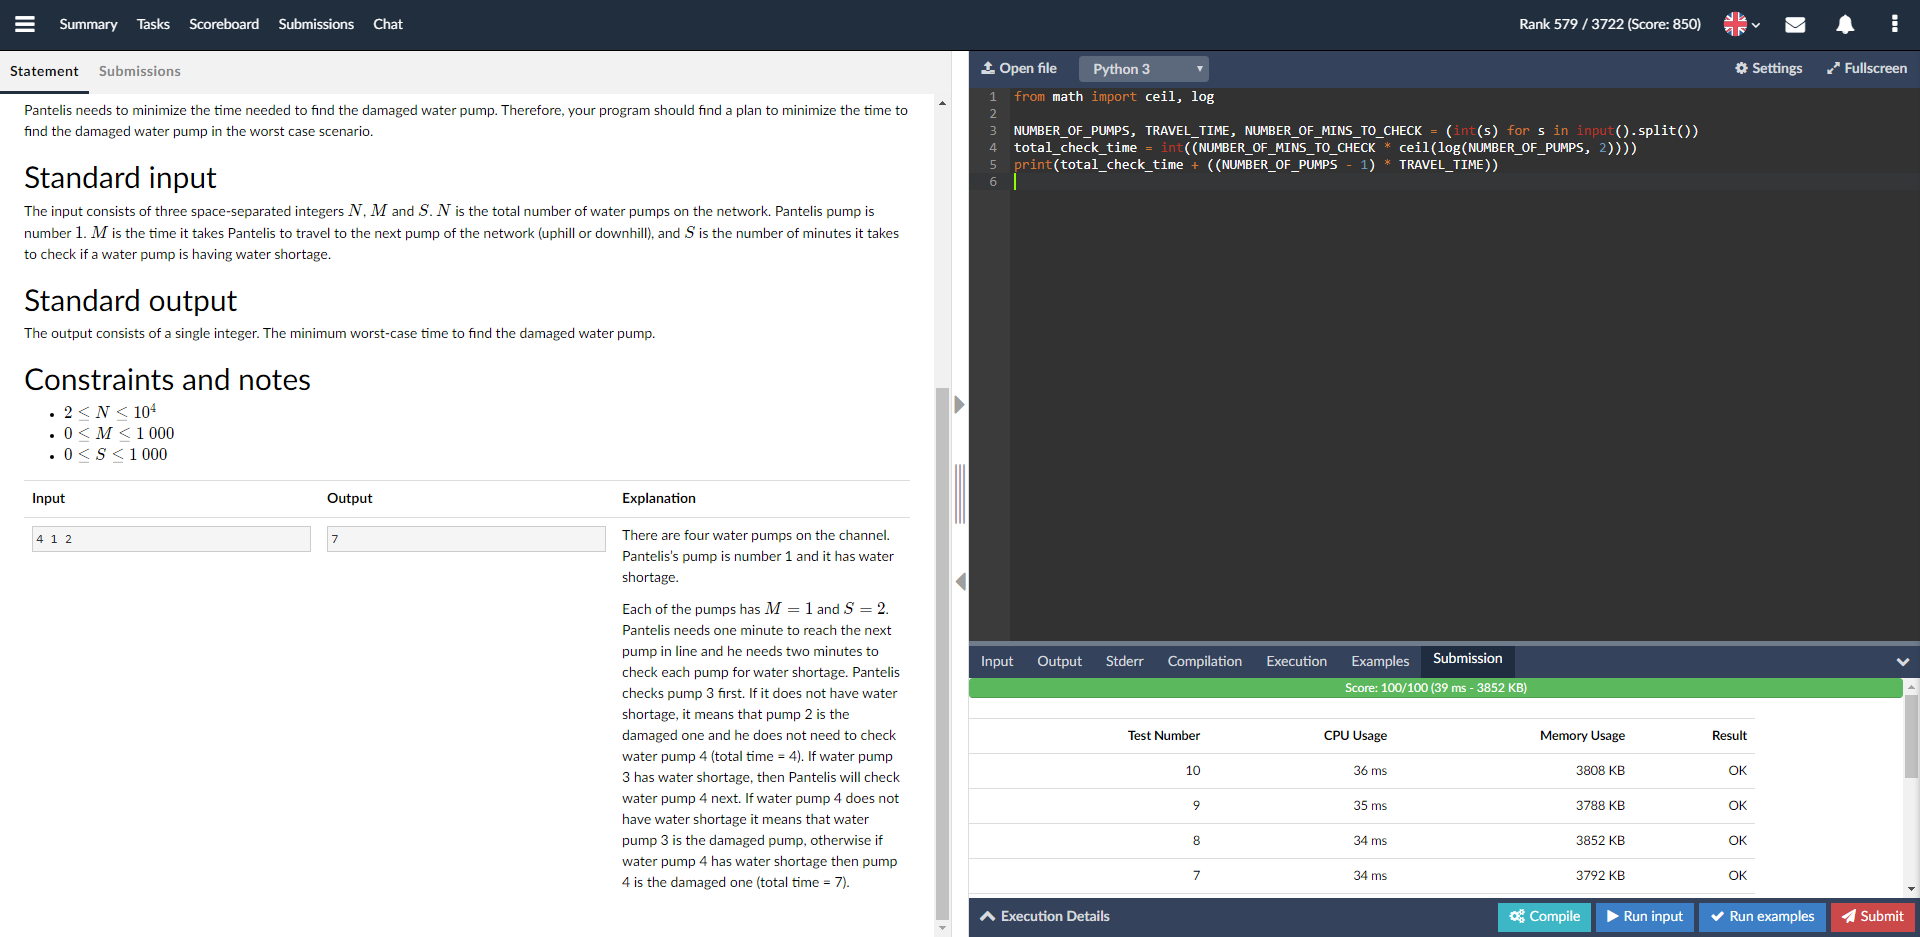 Summary Tasks Scoreboard Submissions Chat
Rank 579 / 3722 (Score: 850)
Statement Submissions
Pantelis needs to minimize the time needed to find the damaged water pump. Therefore, your program should find a plan to minimize the time to
find the damaged water pump in the worst case scenario.
Standard input
The input consists of three space-separated integers N, M and S. N is the total number of water pumps on the network. Pantelis pump is
number 1. M is the time it takes Pantelis to travel to the next pump of the network (uphill or downhill), and S is the number of minutes it takes
to check if a water pump is having water shortage.
Standard output
The output consists of a single integer. The minimum worst-case time to find the damaged water pump.
Constraints and notes
• 2 ≤ N ≤ 10⁴
• 0 ≤ M ≤ 1 000
• 0 ≤ S ≤ 1 000
Input Output Explanation
4 1 2
7
There are four water pumps on the channel.
Pantelis's pump is number 1 and it has water
shortage.
Each of the pumps has M = 1 and S = 2.
Pantelis needs one minute to reach the next
pump in line and he needs two minutes to
check each pump for water shortage. Pantelis
checks pump 3 first. If it does not have water
shortage, it means that pump 2 is the
damaged one and he does not need to check
water pump 4 (total time = 4). If water pump
3 has water shortage, then Pantelis will check
water pump 4 next. If water pump 4 does not
have water shortage it means that water
pump 3 is the damaged pump, otherwise if
water pump 4 has water shortage then pump
4 is the damaged one (total time = 7).
Open file Python 3 Settings Fullscreen
1 from math import ceil, log
2
3 NUMBER_OF_PUMPS, TRAVEL_TIME, NUMBER_OF_MINS_TO_CHECK = (int(s) for s in input().split())
4 total_check_time = int((NUMBER_OF_MINS_TO_CHECK * ceil(log(NUMBER_OF_PUMPS, 2))))
5 print(total_check_time + ((NUMBER_OF_PUMPS - 1) * TRAVEL_TIME))
6
Input Output Stderr Compilation Execution Examples Submission
Score: 100/100 (39 ms - 3852 KB)
Test Number CPU Usage Memory Usage Result
10 36 ms 3808 KB OK
9 35 ms 3788 KB OK
8 34 ms 3852 KB OK
7 34 ms 3792 KB OK
Execution Details Compile Run input Run examples Submit